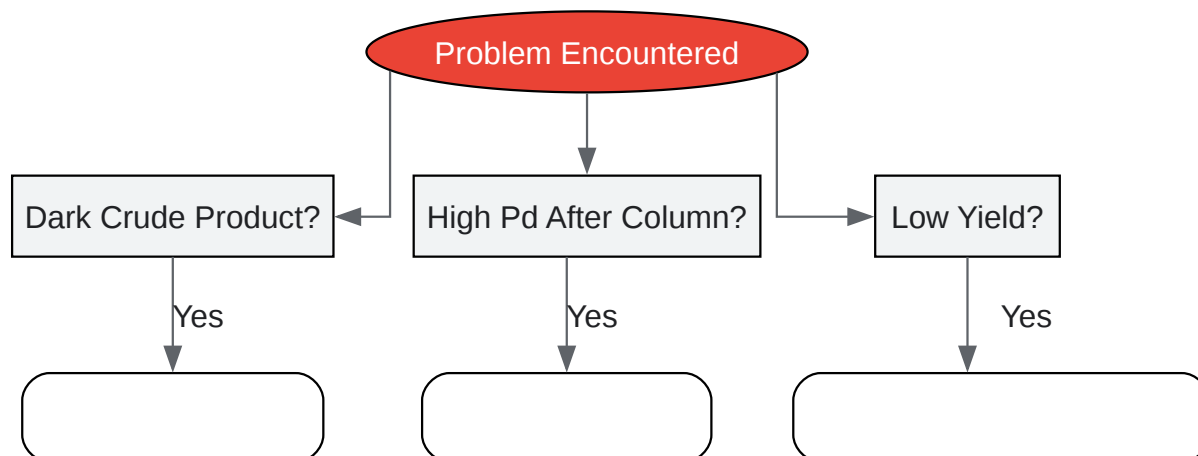 Problem Encountered
Dark Crude Product?
High Pd After Column?
Low Yield?
Yes
Yes
Yes